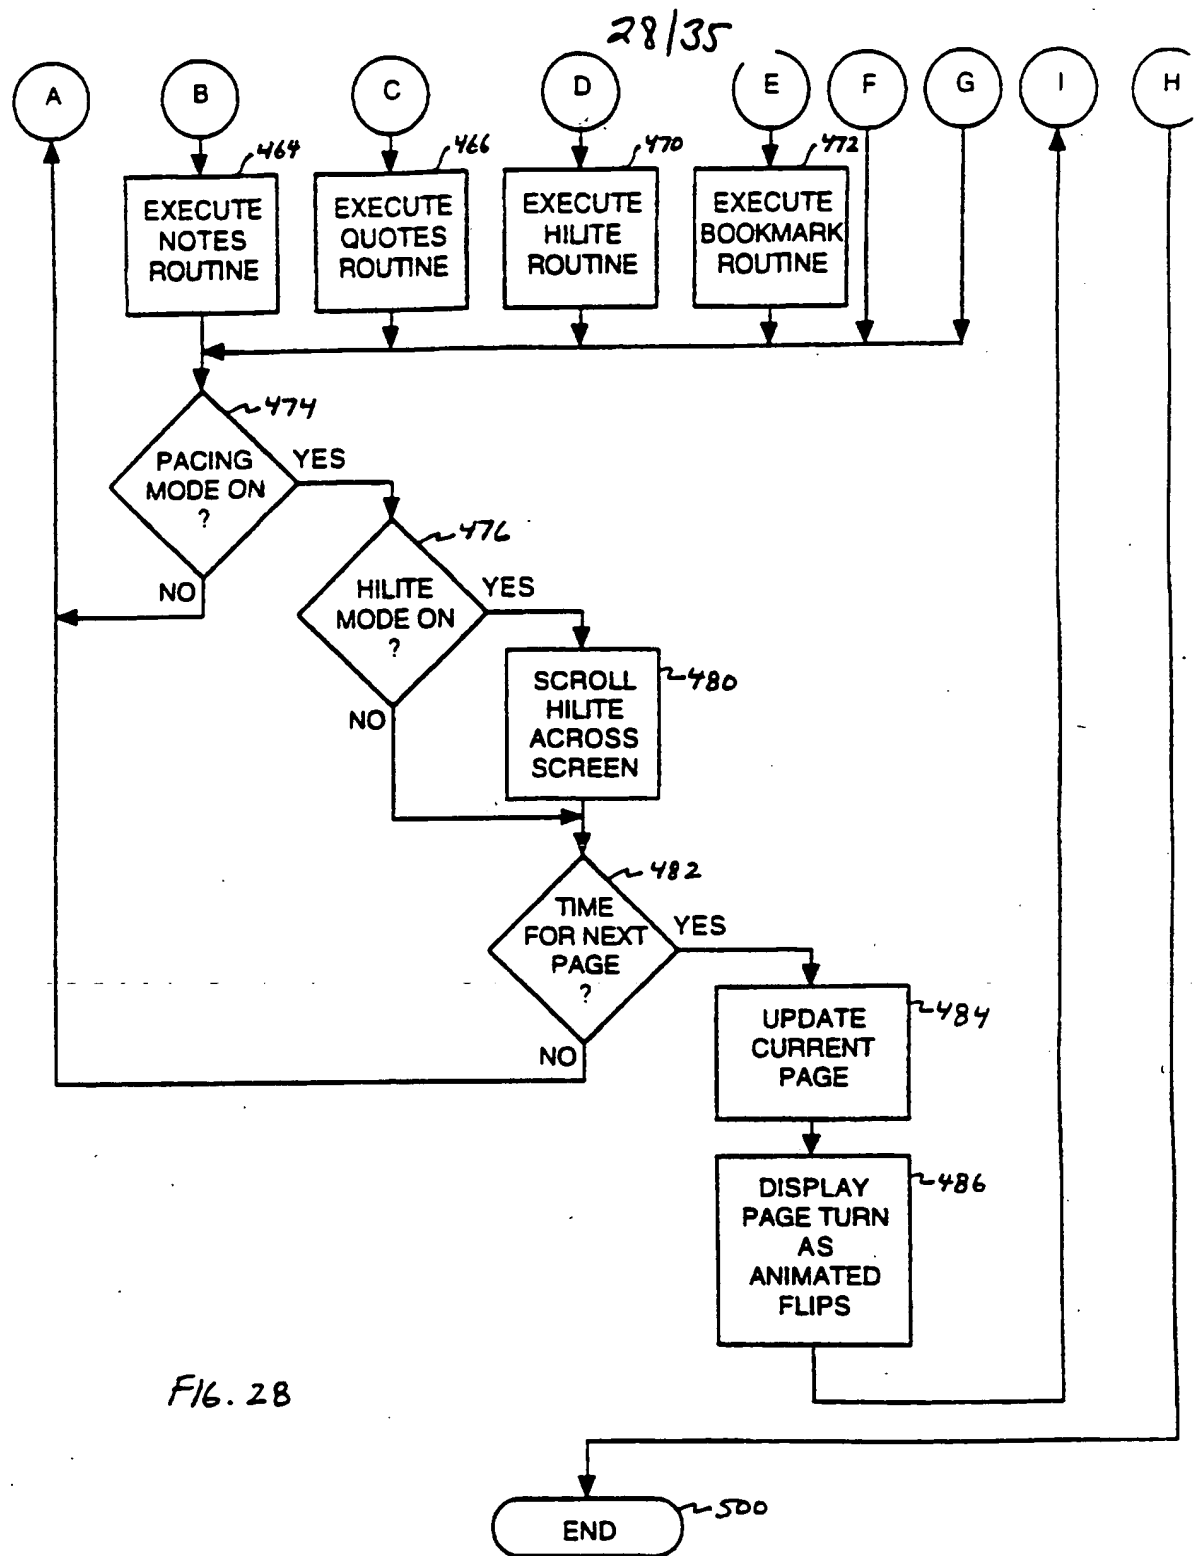 28/35
A
B
C
D
E
F
G
I
H
464
466
470
472
EXECUTE
NOTES
ROUTINE
EXECUTE
QUOTES
ROUTINE
EXECUTE
HILITE
ROUTINE
EXECUTE
BOOKMARK
ROUTINE
474
PACING
MODE ON
?
YES
NO
476
HILITE
MODE ON
?
YES
NO
480
SCROLL
HILITE
ACROSS
SCREEN
482
TIME
FOR NEXT
PAGE
?
YES
NO
484
UPDATE
CURRENT
PAGE
486
DISPLAY
PAGE TURN
AS
ANIMATED
FLIPS
FIG. 28
500
END